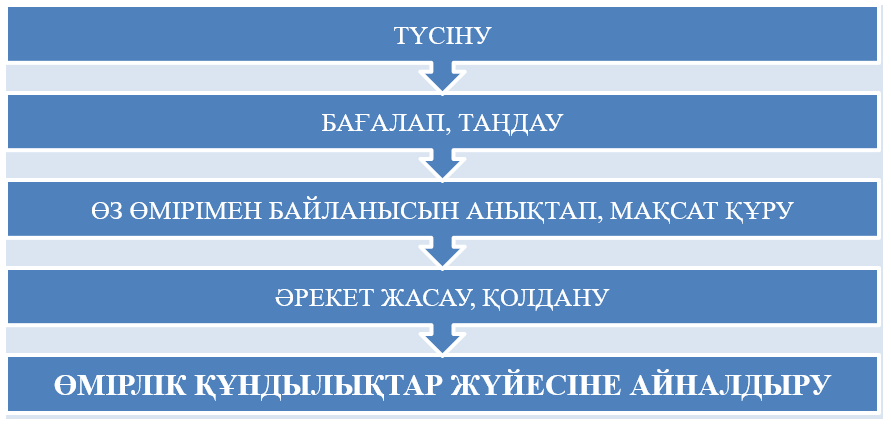 ТҮСІНУ
БАҒАЛАП, ТАҢДАУ
ӨЗ ӨМІРІМЕН БАЙЛАНЫСЫН АНЫҚТАП, МАҚСАТ ҚҰРУ
ӘРЕКЕТ ЖАСАУ, ҚОЛДАНУ
ӨМІРЛІК ҚҰНДЫЛЫҚТАР ЖҮЙЕСІНЕ АЙНАЛДЫРУ